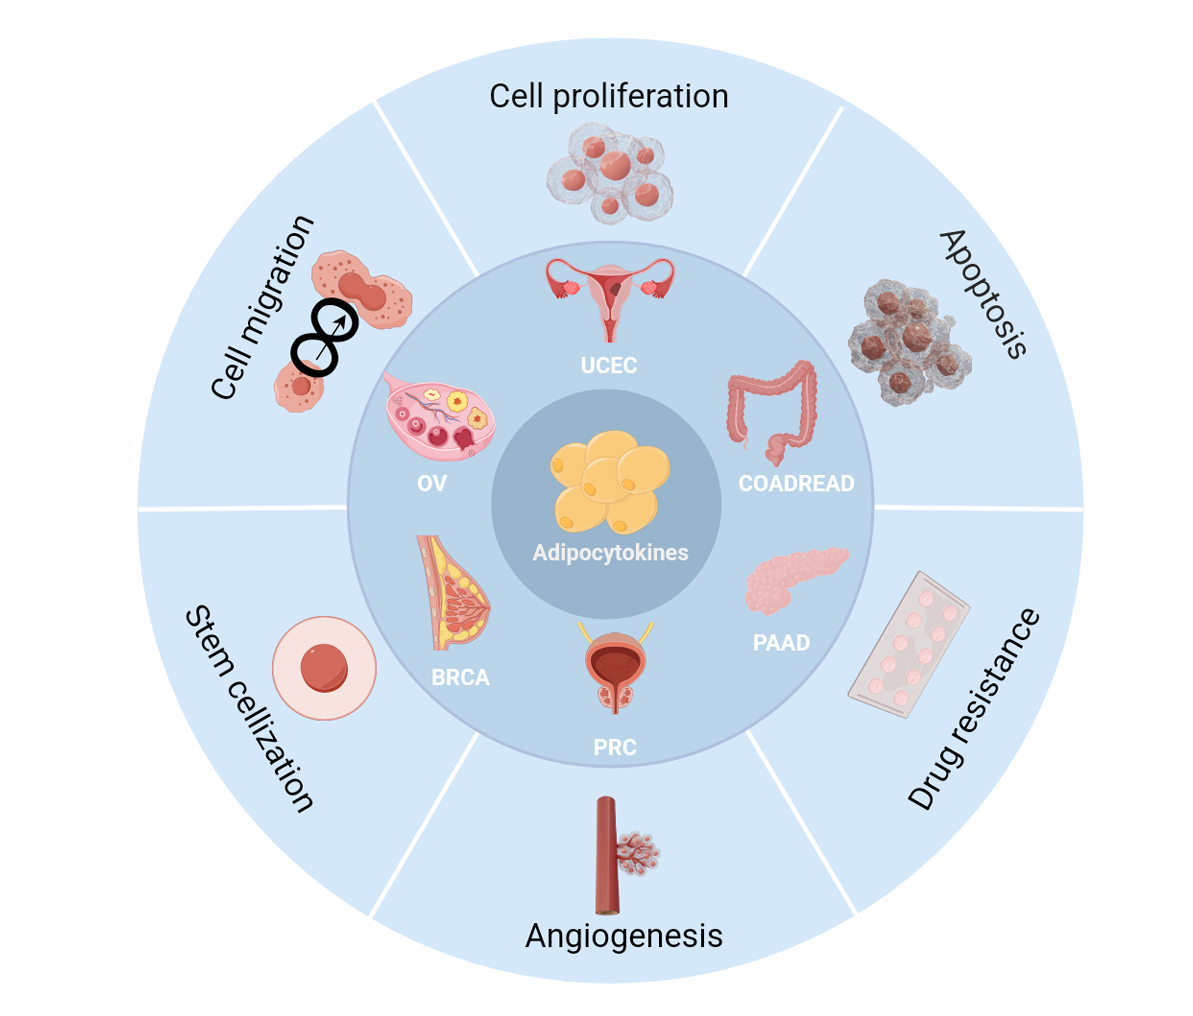 Cell proliferation
Cell migration
Apoptosis
UCEC
OV
COADREAD
Adipocytokines
BRCA
PAAD
PRC
Stem cellization
Drug resistance
Angiogenesis